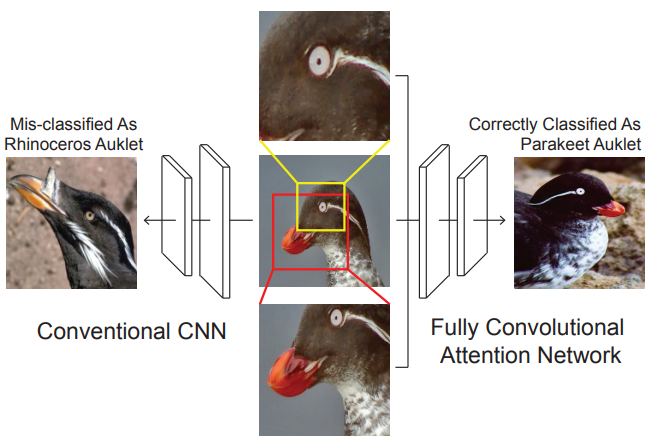 Mis-classified As
Rhinoceros Auklet
Correctly Classified As
Parakeet Auklet
Conventional CNN
Fully Convolutional
Attention Network